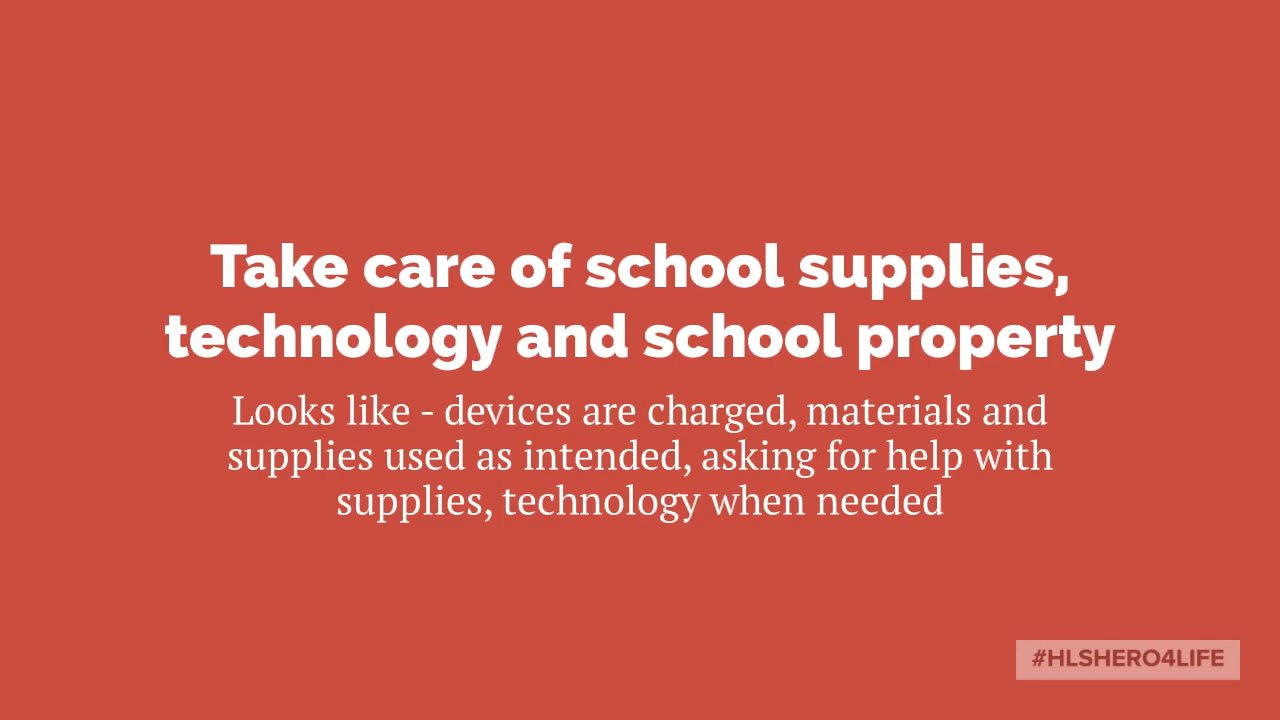 Take care of school supplies,
technology and school property
Looks like - devices are charged, materials and
supplies used as intended, asking for help with
supplies, technology when needed
#HLSHERO4LIFE